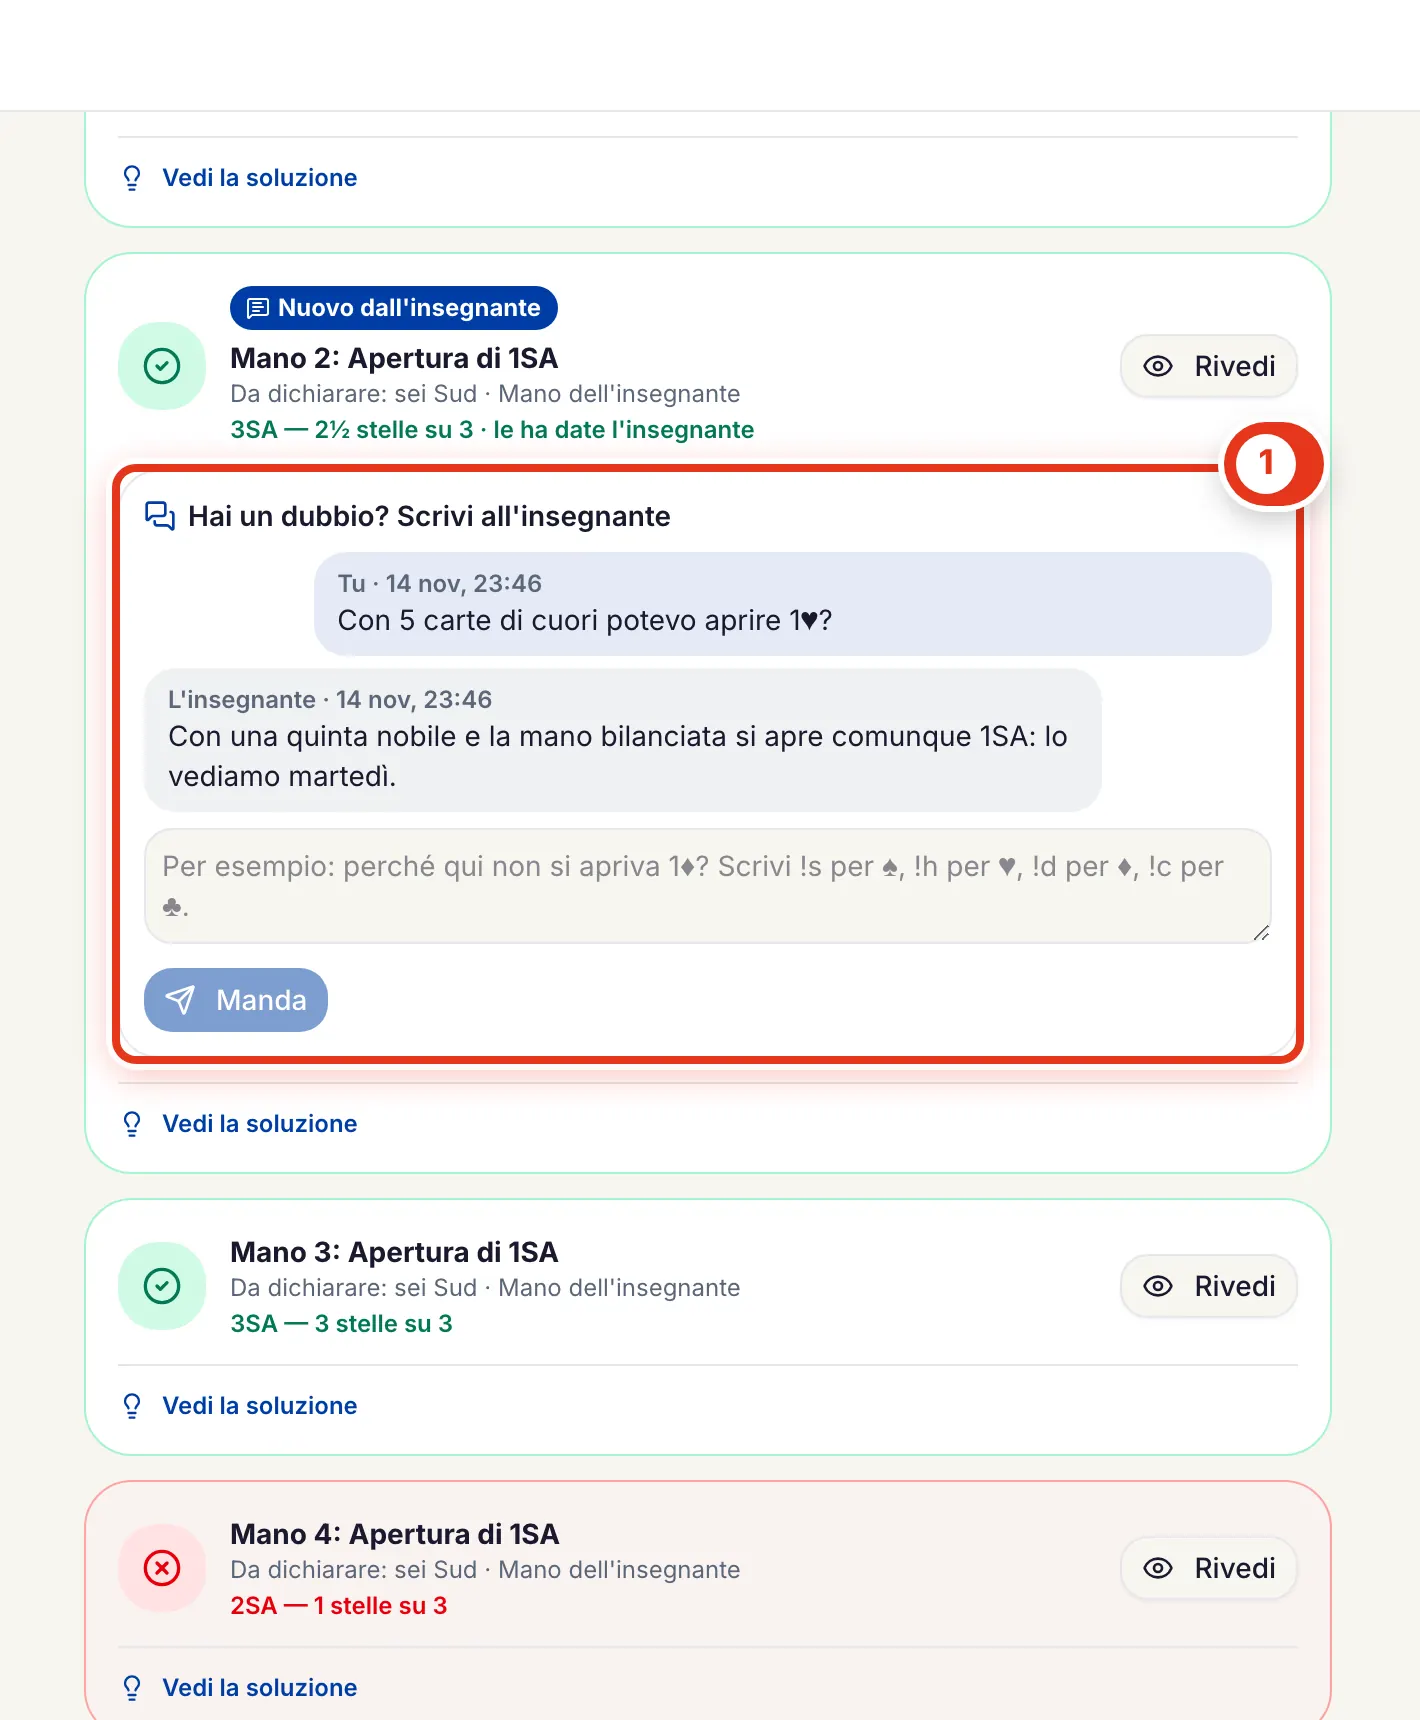 Vedi la soluzione
Nuovo dall'insegnante
Mano 2: Apertura di 1SA
Da dichiarare: sei Sud · Mano dell'insegnante
3SA — 2½ stelle su 3 · le ha date l'insegnante
Rivedi
1
Hai un dubbio? Scrivi all'insegnante
Tu · 14 nov, 23:46
Con 5 carte di cuori potevo aprire 1♥?
L'insegnante · 14 nov, 23:46
Con una quinta nobile e la mano bilanciata si apre comunque 1SA: lo
vediamo martedì.
Per esempio: perché qui non si apriva 1♦? Scrivi !s per ♠, !h per ♥, !d per ♦, !c per
♣.
Manda
Vedi la soluzione
Mano 3: Apertura di 1SA
Da dichiarare: sei Sud · Mano dell'insegnante
3SA — 3 stelle su 3
Rivedi
Vedi la soluzione
Mano 4: Apertura di 1SA
Da dichiarare: sei Sud · Mano dell'insegnante
2SA — 1 stelle su 3
Rivedi
Vedi la soluzione